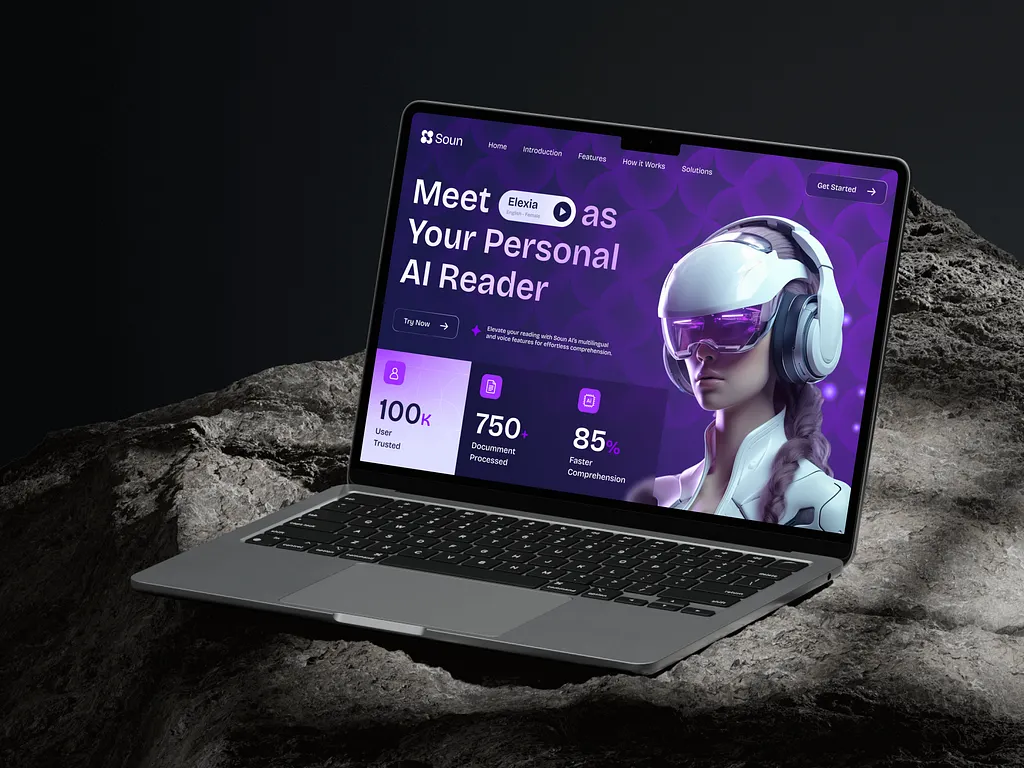 Soun
Home
Introduction
Features
How it Works
Solutions
Get Started
Meet Elexia as
English - Female
Your Personal
AI Reader
Try Now
Elevate your reading with Soun AI's multilingual
and voice features for effortless comprehension.
100K
User
Trusted
750+
Documment
Processed
AI
85%
Faster
Comprehension